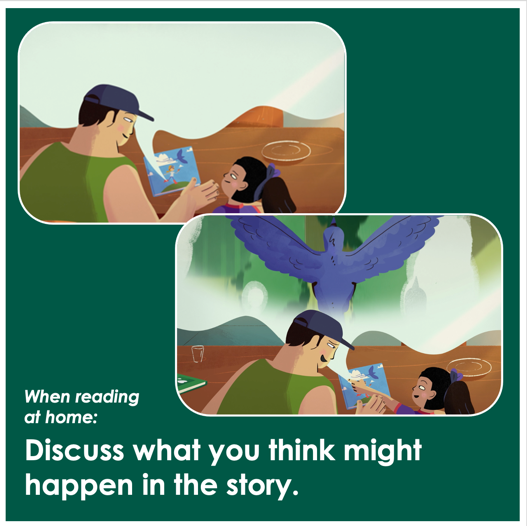 When reading
at home:
Discuss what you think might
happen in the story.